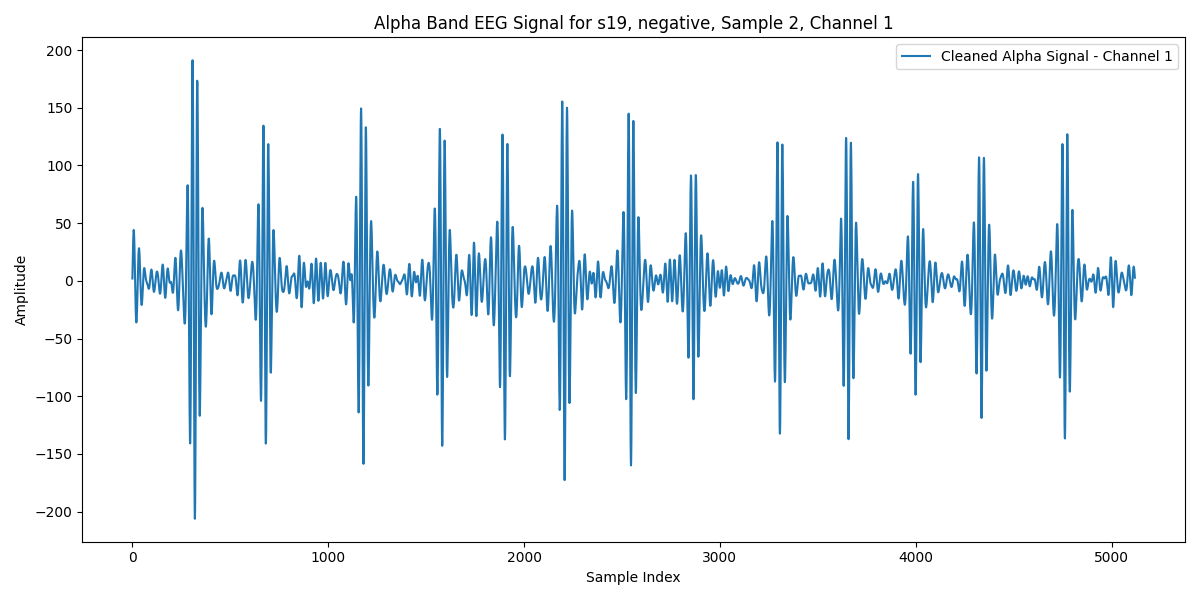 Alpha Band EEG Signal for s19, negative, Sample 2, Channel 1
Cleaned Alpha Signal - Channel 1
Amplitude
200
150
100
50
0
−50
−100
−150
−200
0 1000 2000 3000 4000 5000
Sample Index